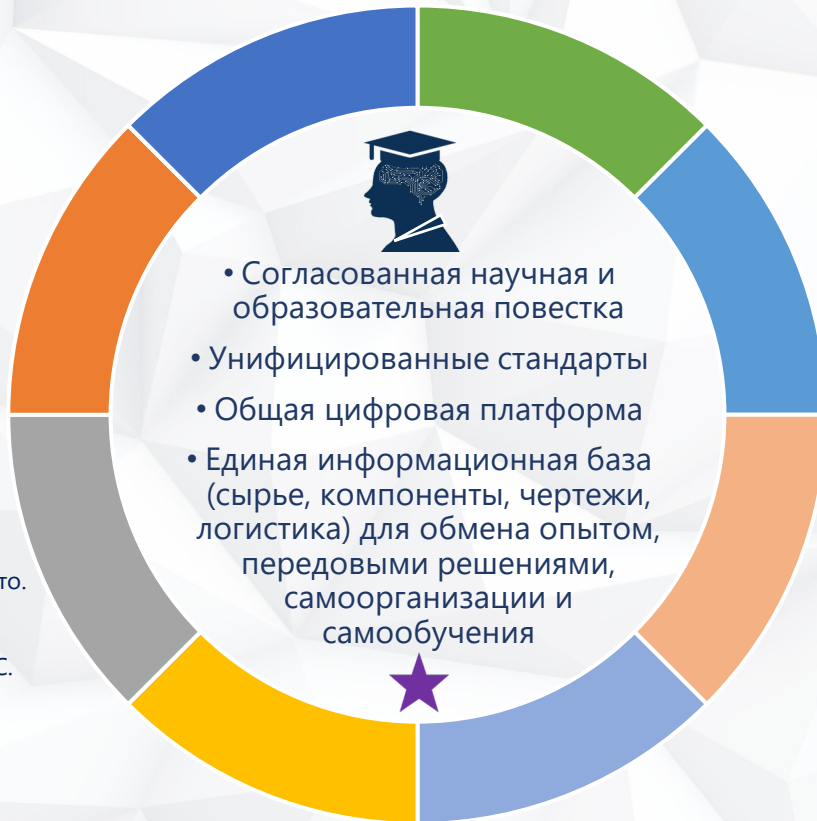 • Согласованная научная и
образовательная повестка
• Унифицированные стандарты
• Общая цифровая платформа
• Единая информационная база
(сырье, компоненты, чертежи,
логистика) для обмена опытом,
передовыми решениями,
самоорганизации и
самообучения
то.
С.